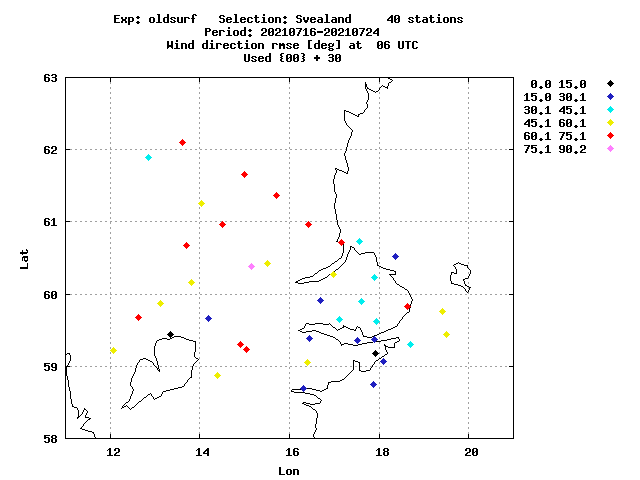 Exp: oldsurf Selection: Svealand 40 stations
Period: 20210716-20210724
Wind direction rmse [deg] at 06 UTC
Used {00} + 30
63
62
61
60
59
58
Lat
12 14 16 18 20
Lon
0.0 15.0
15.0 30.1
30.1 45.1
45.1 60.1
60.1 75.1
75.1 90.2